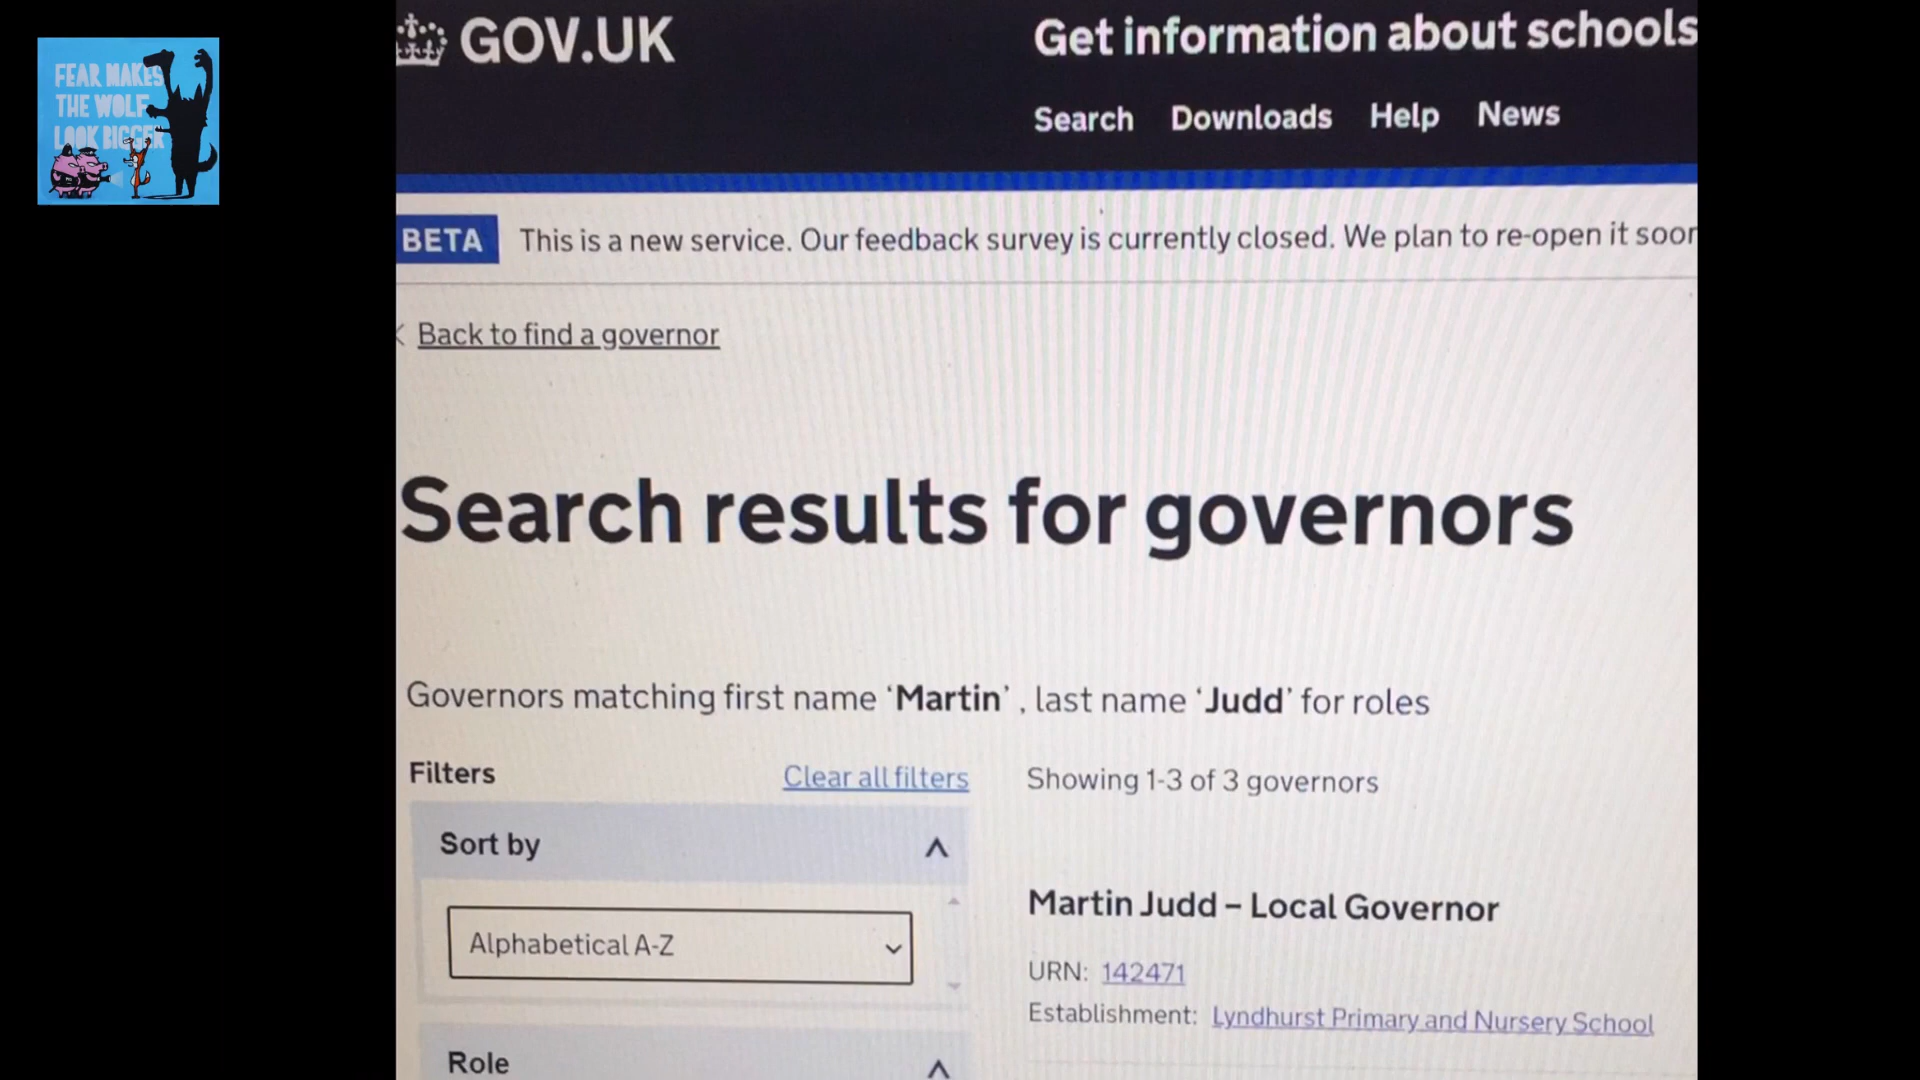 FEAR MAKES
THE WOLF
LOOK BIGGER
GOV.UK
Get information about schools
Search Downloads Help News
BETA This is a new service. Our feedback survey is currently closed. We plan to re-open it soon
Back to find a governor
Search results for governors
Governors matching first name ‘Martin’ , last name ‘Judd’ for roles
Filters Clear all filters
Showing 1-3 of 3 governors
Sort by
Alphabetical A-Z
Role
Martin Judd – Local Governor
URN: 142471
Establishment: Lyndhurst Primary and Nursery School